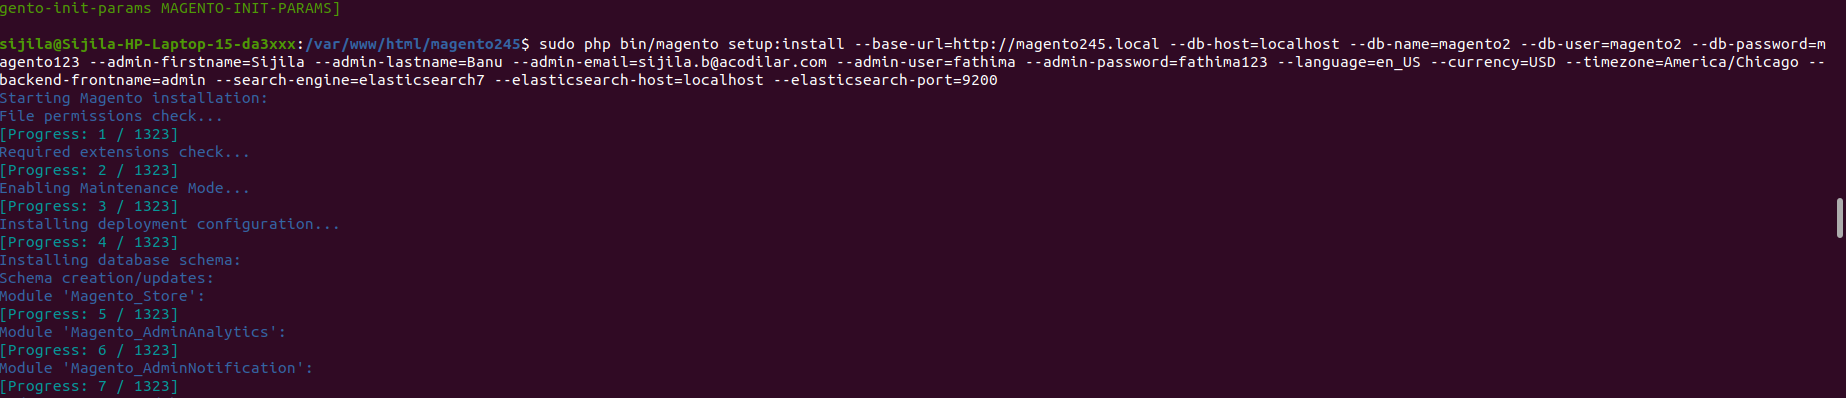 gento-init-params MAGENTO-INIT-PARAMS]
sijila@Sijila-HP-Laptop-15-da3xxx:/var/www/html/magento245$ sudo php bin/magento setup:install --base-url=http://magento245.local --db-host=localhost --db-name=magento2 --db-user=magento2 --db-password=m
agento123 --admin-firstname=Sijila --admin-lastname=Banu --admin-email=sijila.b@acodilar.com --admin-user=fathima --admin-password=fathima123 --language=en_US --currency=USD --timezone=America/Chicago --
backend-frontname=admin --search-engine=elasticsearch7 --elasticsearch-host=localhost --elasticsearch-port=9200
Starting Magento installation:
File permissions check...
[Progress: 1 / 1323]
Required extensions check...
[Progress: 2 / 1323]
Enabling Maintenance Mode...
[Progress: 3 / 1323]
Installing deployment configuration...
[Progress: 4 / 1323]
Installing database schema:
Schema creation/updates:
Module 'Magento_Store':
[Progress: 5 / 1323]
Module 'Magento_AdminAnalytics':
[Progress: 6 / 1323]
Module 'Magento_AdminNotification':
[Progress: 7 / 1323]